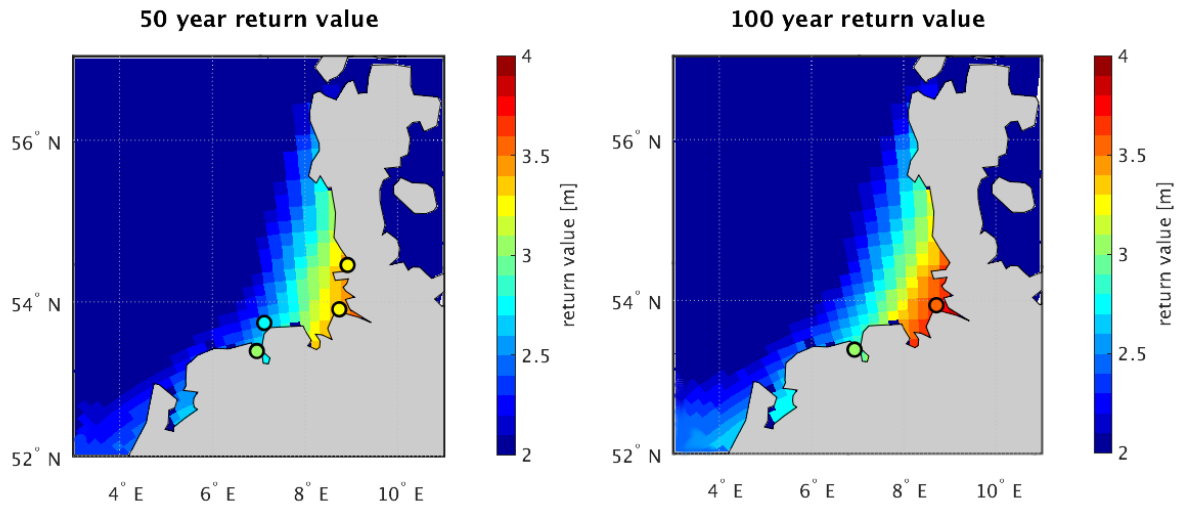 50 year return value
100 year return value
56° N
54° N
52° N
4° E
6° E
8° E
10° E
4
3.5
3
2.5
2
return value [m]
56° N
54° N
52° N
4° E
6° E
8° E
10° E
4
3.5
3
2.5
2
return value [m]